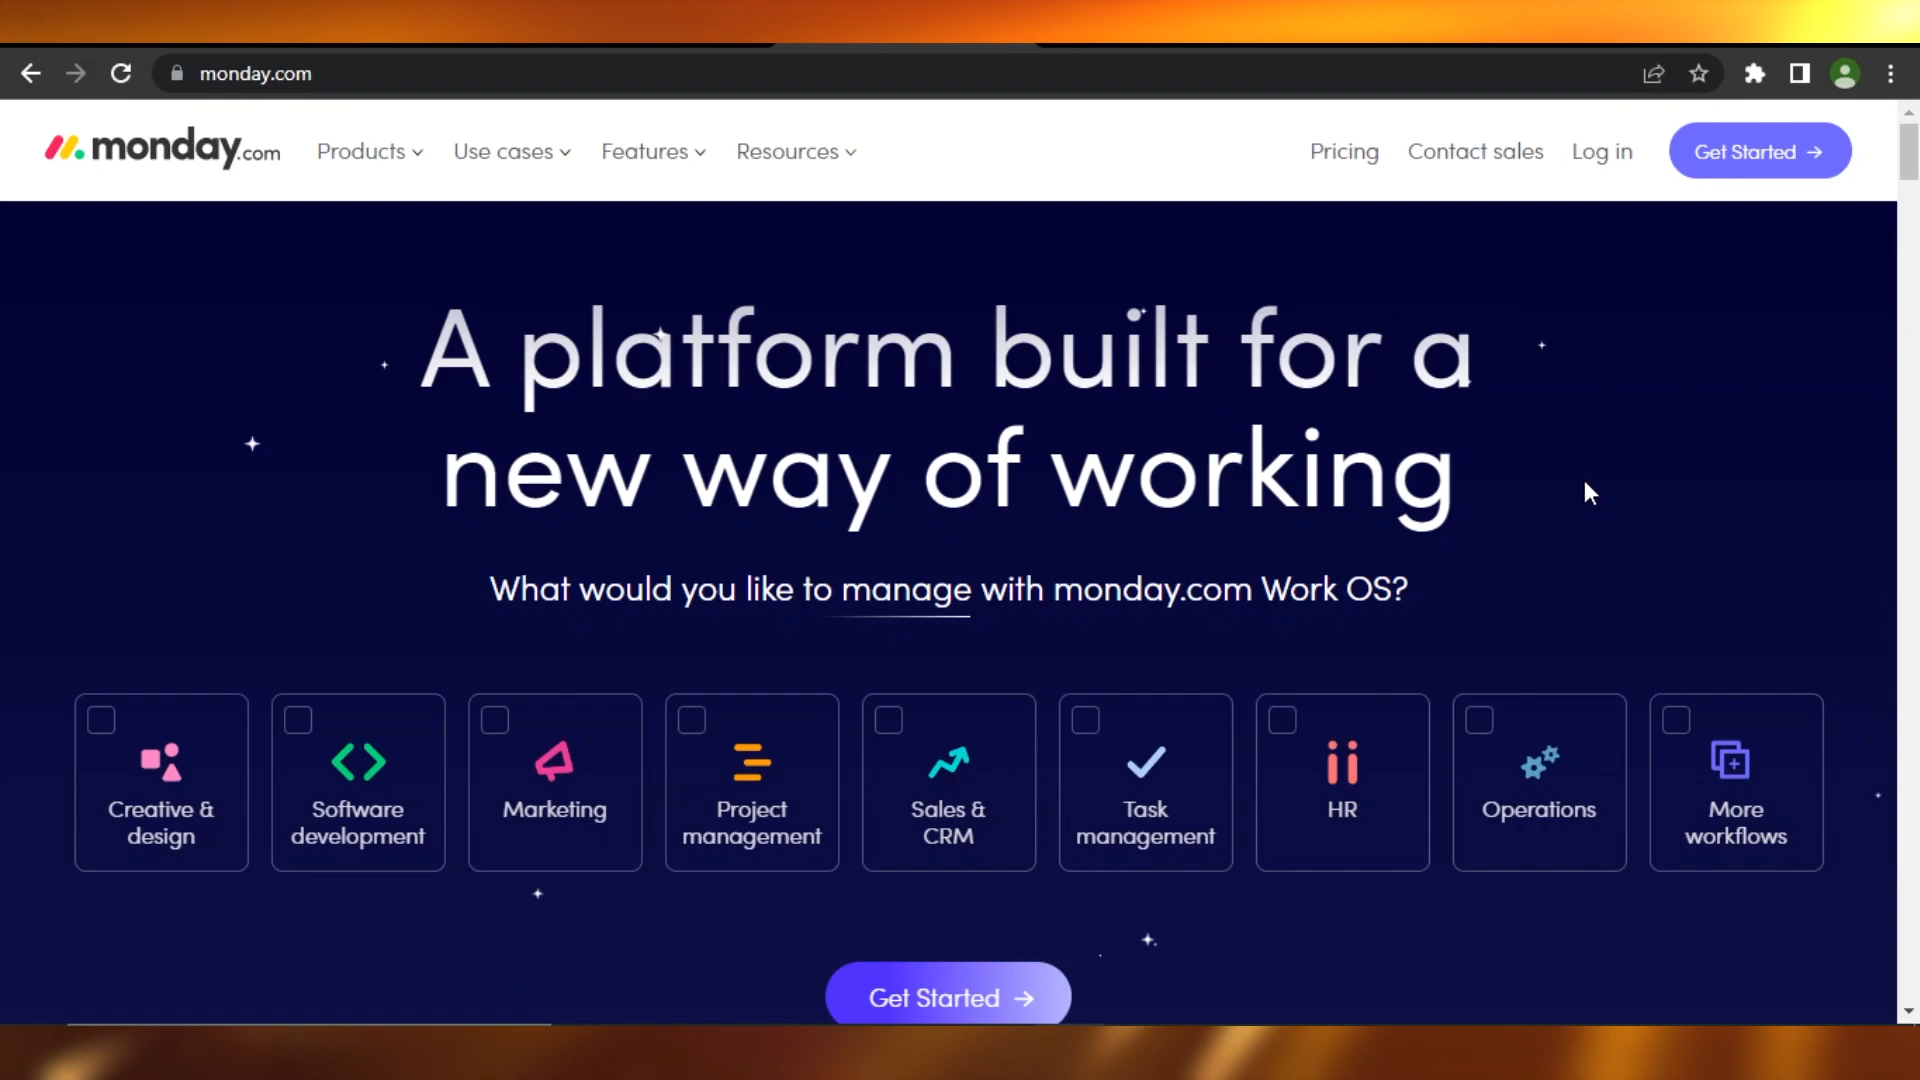 monday.com
monday.com
Products
Use cases
Features
Resources
Pricing
Contact sales
Log in
Get Started →
A platform built for a
new way of working
What would you like to manage with monday.com Work OS?
Creative &
design
Software
development
Marketing
Project
management
Sales &
CRM
Task
management
HR
Operations
More
workflows
Get Started →